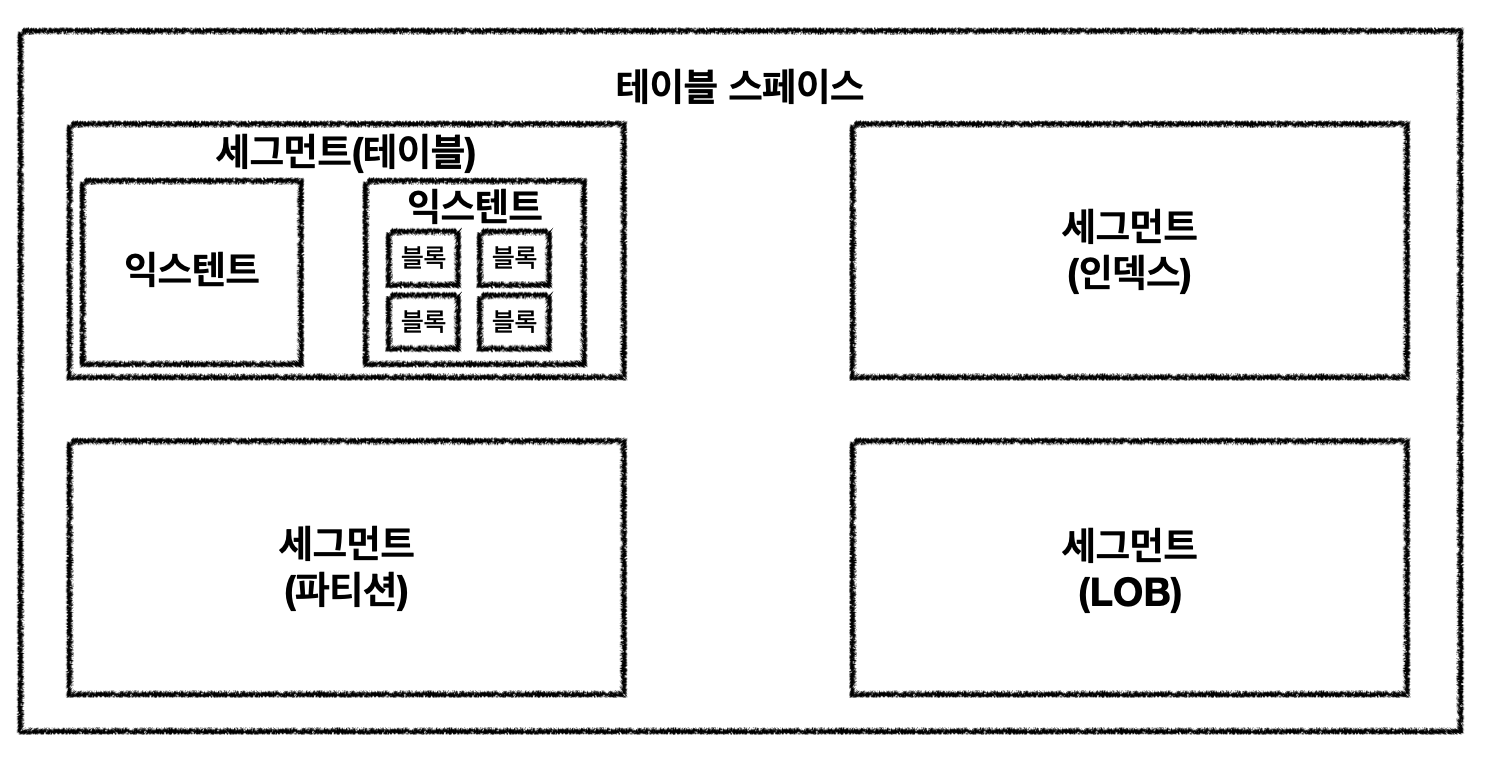 테이블 스페이스
세그먼트(테이블)
익스텐트
익스텐트
블록
블록
블록
블록
세그먼트
(인덱스)
세그먼트
(파티션)
세그먼트
(LOB)